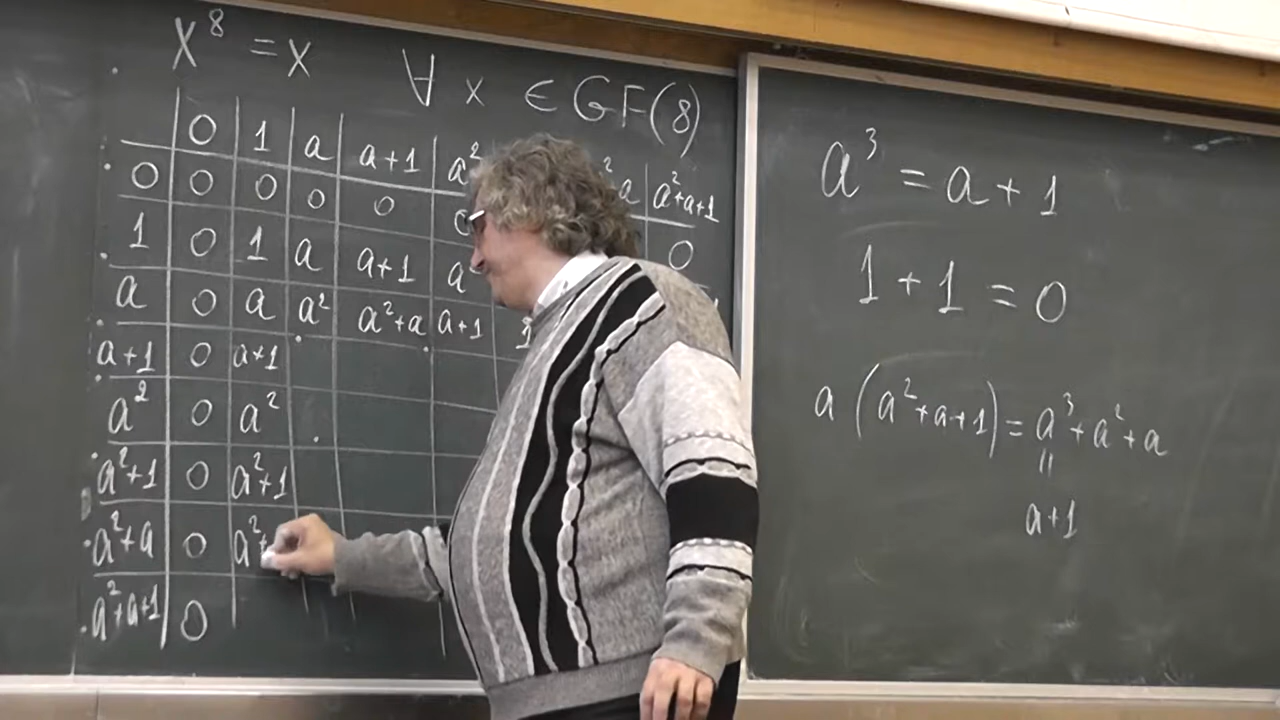 x⁸ = x ∀ x ∈ GF(8)
0 1 a a+1 a² a²+a+1
0 0 0 0 0 0 0
1 0 1 a a+1 a
a 0 a a² a²+a a+1 1
a+1 0 a+1
a² 0 a²
a²+1 0 a²+1
a²+a 0 a²+
a²+a+1 0
a³ = a+1
1+1 = 0
a(a²+a+1) = a³+a²+a
||
a+1